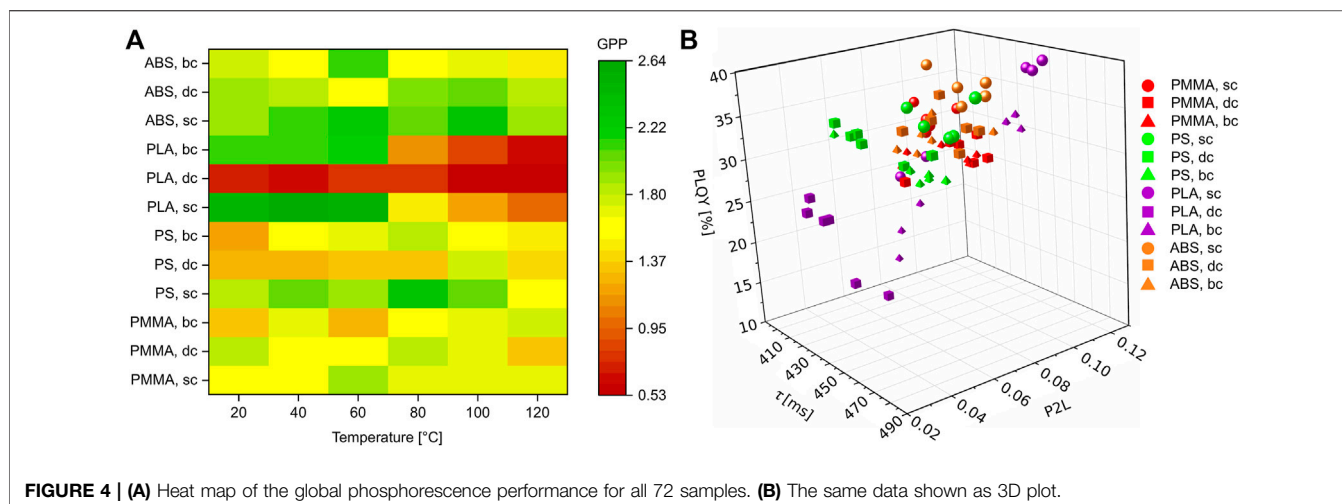 A
GPP
ABS, bc
ABS, dc
ABS, sc
PLA, bc
PLA, dc
PLA, sc
PS, bc
PS, dc
PS, sc
PMMA, bc
PMMA, dc
PMMA, sc
20 40 60 80 100 120
Temperature [°C]
2.64
2.22
1.80
1.37
0.95
0.53
B
PLQY [%]
40
35
30
25
20
15
10
410
430
450
470
490
τ[ms]
0.02
0.04
0.06
0.08
0.10
0.12
P2L
PMMA, sc
PMMA, dc
PMMA, bc
PS, sc
PS, dc
PS, bc
PLA, sc
PLA, dc
PLA, bc
ABS, sc
ABS, dc
ABS, bc
FIGURE 4 | (A) Heat map of the global phosphorescence performance for all 72 samples. (B) The same data shown as 3D plot.